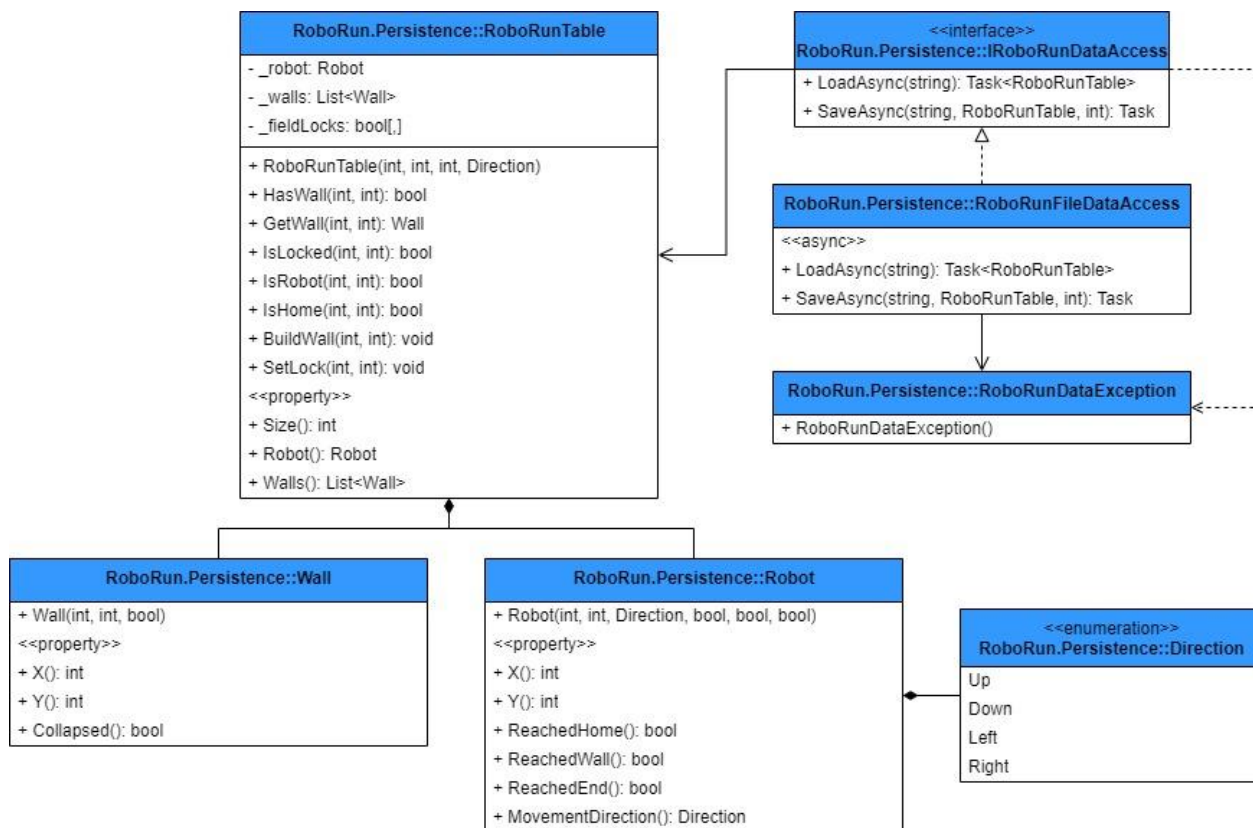 RoboRun.Persistence::RoboRunTable
- _robot: Robot
- _walls: List<Wall>
- _fieldLocks: bool[,]
+ RoboRunTable(int, int, int, Direction)
+ HasWall(int, int): bool
+ GetWall(int, int): Wall
+ IsLocked(int, int): bool
+ IsRobot(int, int): bool
+ IsHome(int, int): bool
+ BuildWall(int, int): void
+ SetLock(int, int): void
<<property>>
+ Size(): int
+ Robot(): Robot
+ Walls(): List<Wall>
<<interface>>
RoboRun.Persistence::IRoboRunDataAccess
+ LoadAsync(string): Task<RoboRunTable>
+ SaveAsync(string, RoboRunTable, int): Task
RoboRun.Persistence::RoboRunFileDataAccess
<<async>>
+ LoadAsync(string): Task<RoboRunTable>
+ SaveAsync(string, RoboRunTable, int): Task
RoboRun.Persistence::RoboRunDataException
+ RoboRunDataException()
RoboRun.Persistence::Wall
+ Wall(int, int, bool)
<<property>>
+ X(): int
+ Y(): int
+ Collapsed(): bool
RoboRun.Persistence::Robot
+ Robot(int, int, Direction, bool, bool, bool)
<<property>>
+ X(): int
+ Y(): int
+ ReachedHome(): bool
+ ReachedWall(): bool
+ ReachedEnd(): bool
+ MovementDirection(): Direction
<<enumeration>>
RoboRun.Persistence::Direction
Up
Down
Left
Right